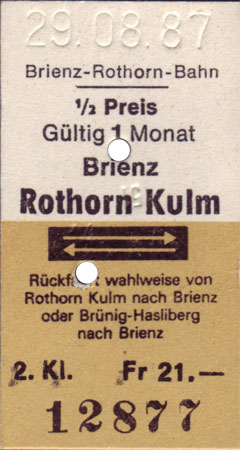 29.08.87
Brienz-Rothorn-Bahn
½ Preis
Gültig 1 Monat
Brienz
Rothorn Kulm
Rückfahrt wahlweise von
Rothorn Kulm nach Brienz
oder Brünig-Hasliberg
nach Brienz
2. Kl. Fr 21.—
12877